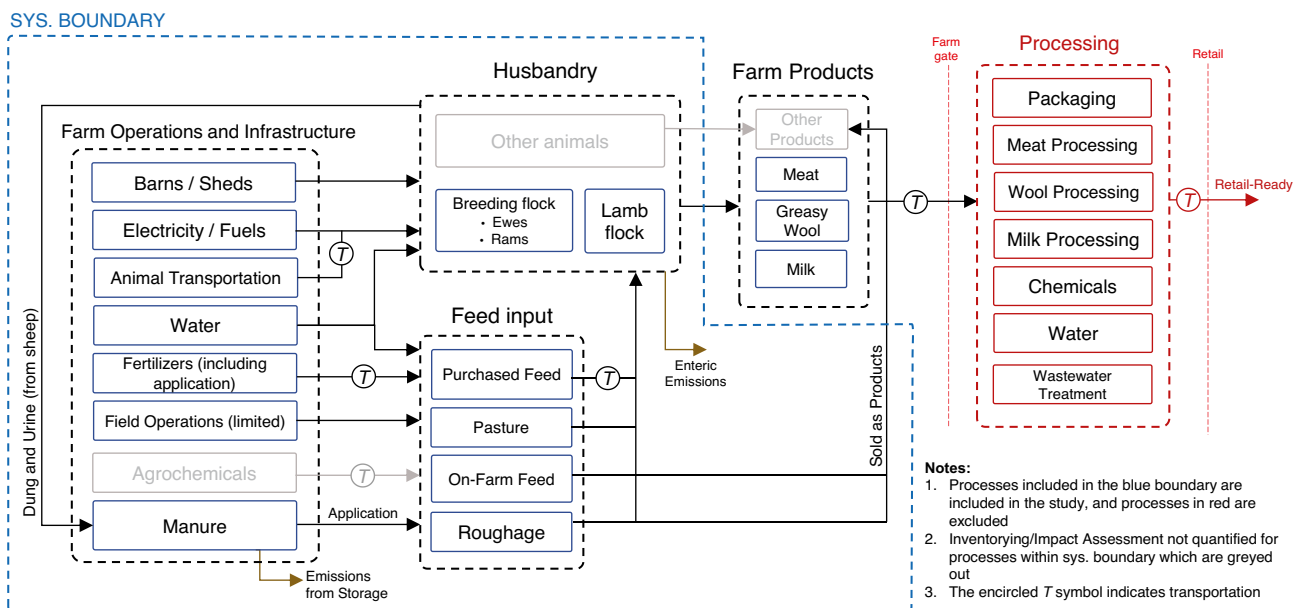 SYS. BOUNDARY
Farm Operations and Infrastructure
Barns / Sheds
Electricity / Fuels
T
Animal Transportation
Water
Fertilizers (including
application)
T
Field Operations (limited)
Agrochemicals
T
Manure
Application
Emissions
from Storage
Dung and Urine (from sheep)
Husbandry
Other animals
Breeding flock
• Ewes
• Rams
Lamb
flock
Feed input
Purchased Feed
T
Pasture
On-Farm Feed
Roughage
Enteric
Emissions
Farm Products
Other
Products
Meat
Greasy
Wool
Milk
T
Sold as Products
Farm
gate
Processing
Retail
Packaging
Meat Processing
Wool Processing
Milk Processing
Chemicals
Water
Wastewater
Treatment
T
Retail-Ready
Notes:
1. Processes included in the blue boundary are
included in the study, and processes in red are
excluded
2. Inventorying/Impact Assessment not quantified for
processes within sys. boundary which are greyed
out
3. The encircled T symbol indicates transportation